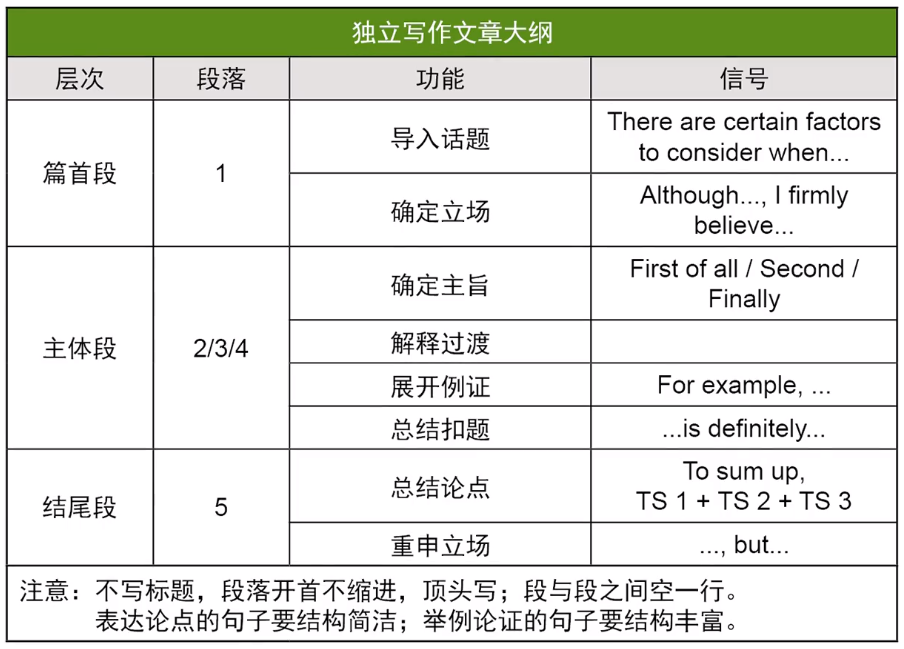 独立写作文章大纲
层次 段落 功能 信号
篇首段 1 导入话题 There are certain factors
to consider when...
确定立场 Although..., I firmly
believe...
主体段 2/3/4 确定主旨 First of all / Second /
Finally
解释过渡
展开例证 For example, ...
总结扣题 ...is definitely...
结尾段 5 总结论点 To sum up,
TS 1 + TS 2 + TS 3
重申立场 ..., but...
注意：不写标题，段落开首不缩进，顶头写；段与段之间空一行。
表达论点的句子要结构简洁；举例论证的句子要结构丰富。